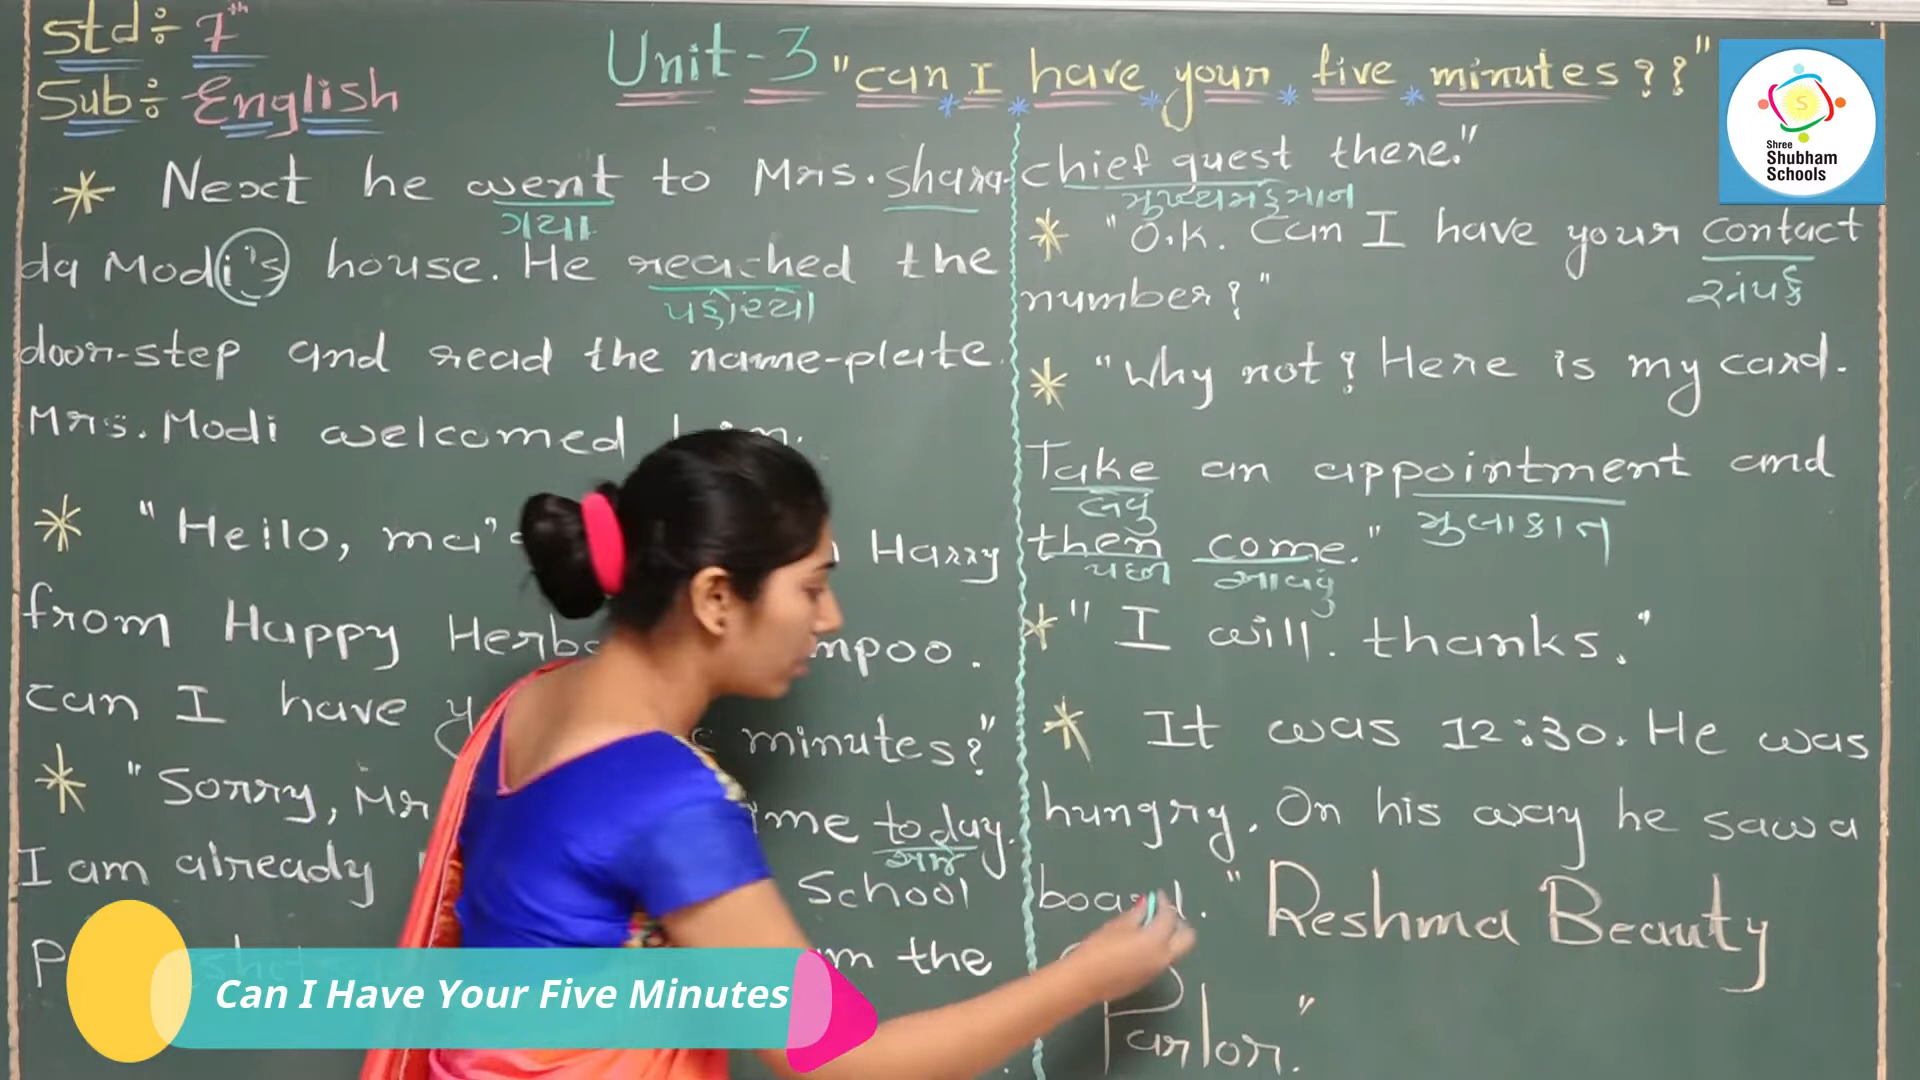 std÷ 7th
Sub÷ English
Unit-3 "can I have your five minutes??"
Shree
Shubham
Schools
* Next he went to Mrs. shara-
ગયા
da Modi's house. He reached the
પહોંચ્યો
door-step and read the name-plate.
Mrs. Modi welcomed
* "Hello, ma' Harry
from Happy Herba mpoo.
can I have y minutes?"
* "Sorry, Mr me today.
આજે
I am already School
P m the
chief guest there."
મુખ્ય મહેમાન
* "O.k. Can I have your contact
સંપર્ક
number?"
* "Why not? Here is my card.
Take an appointment and
લેવું મુલાકાત
then come."
પછી આવવું
* "I will. thanks."
* It was 12:30. He was
hungry. On his way he saw a
board. "Reshma Beauty
Parlor."
Can I Have Your Five Minutes